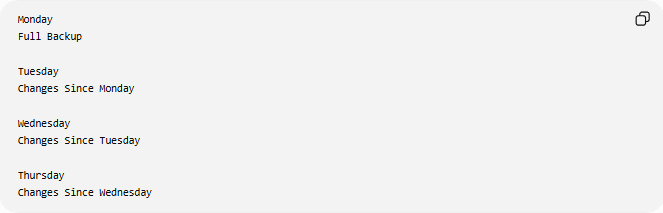 Monday
Full Backup
Tuesday
Changes Since Monday
Wednesday
Changes Since Tuesday
Thursday
Changes Since Wednesday